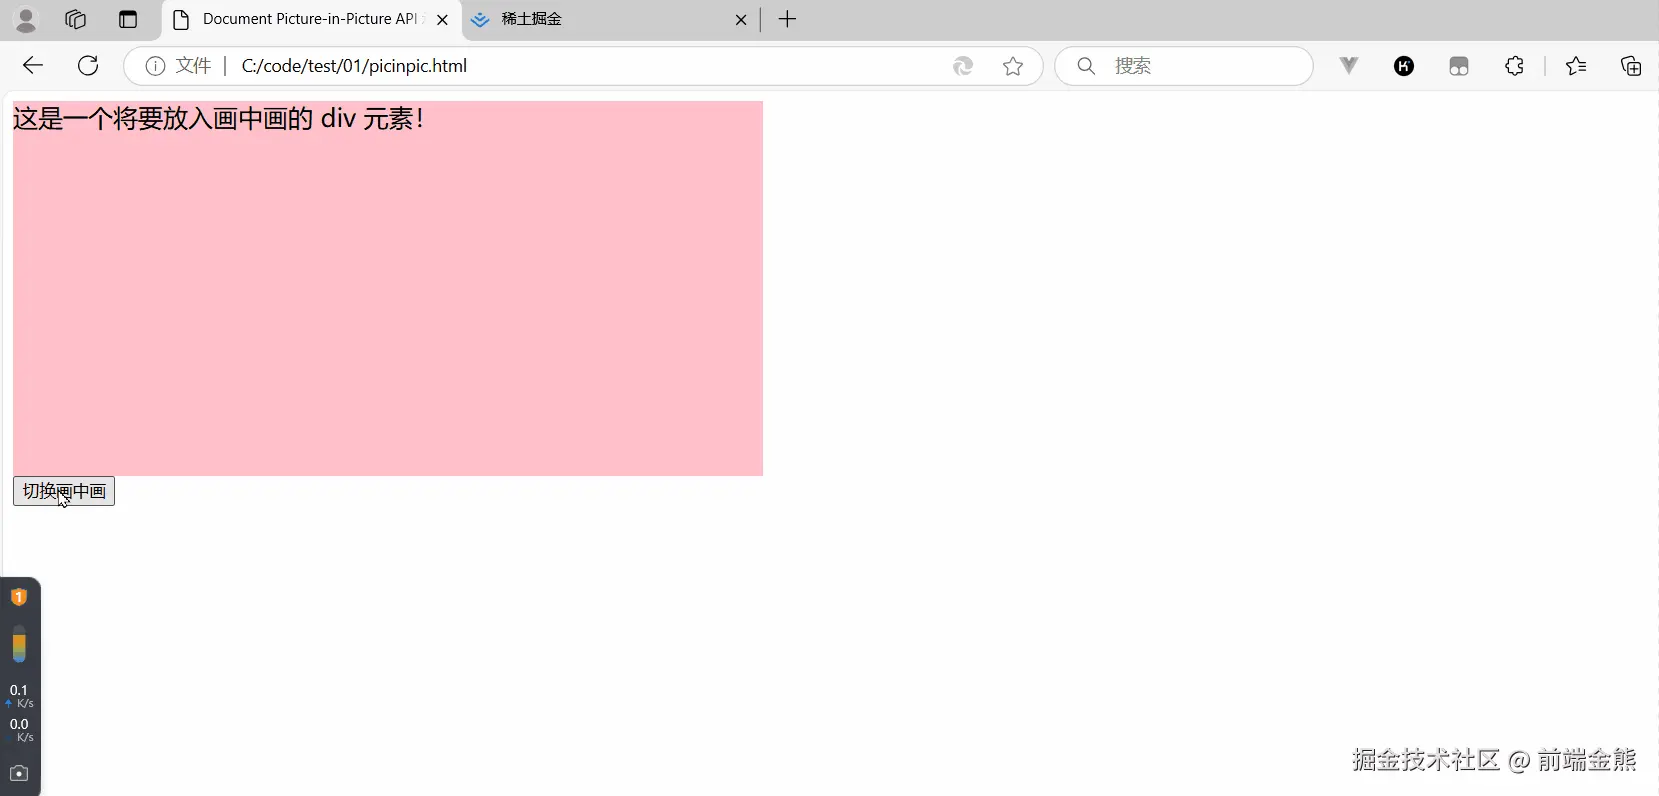 Document Picture-in-Picture API
稀土掘金
文件
C:/code/test/01/picinpic.html
搜索
这是一个将要放入画中画的 div 元素！
切换画中画
1
0.1
K/s
0.0
K/s
掘金技术社区 @ 前端金熊